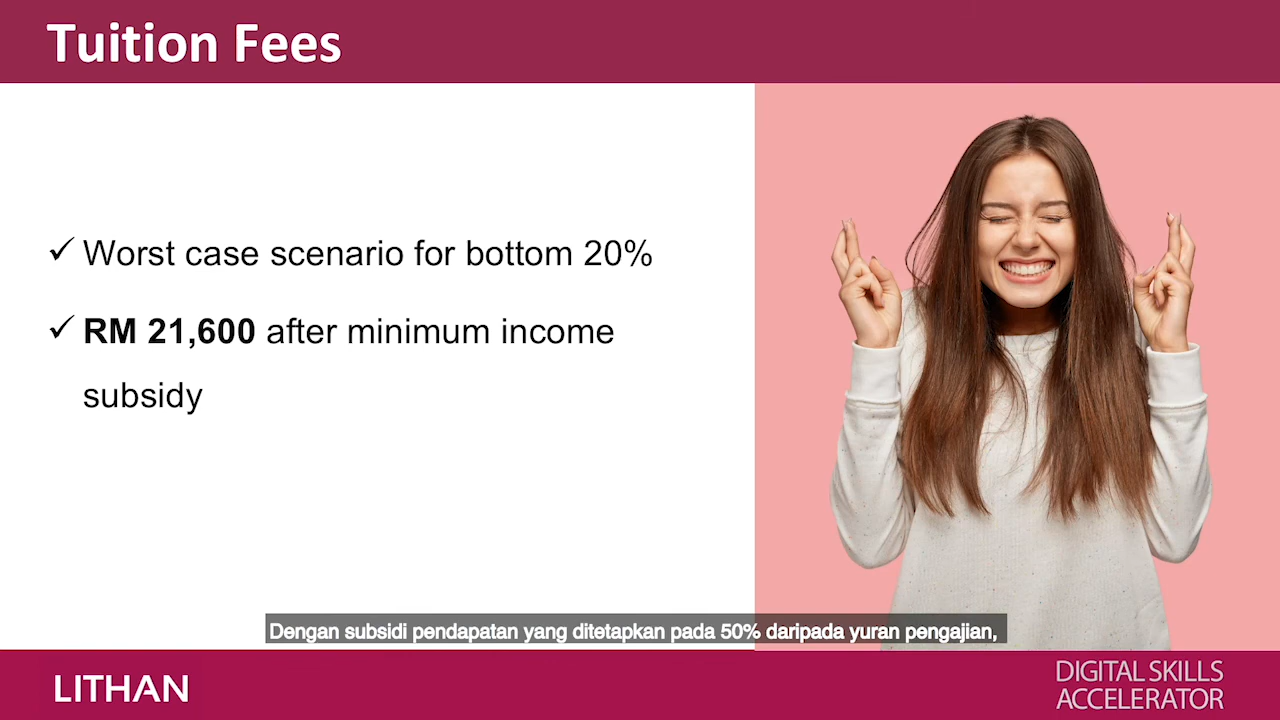 Tuition Fees
✓ Worst case scenario for bottom 20%
✓ RM 21,600 after minimum income
subsidy
Dengan subsidi pendapatan yang ditetapkan pada 50% daripada yuran pengajian,
LITHAN
DIGITAL SKILLS
ACCELERATOR